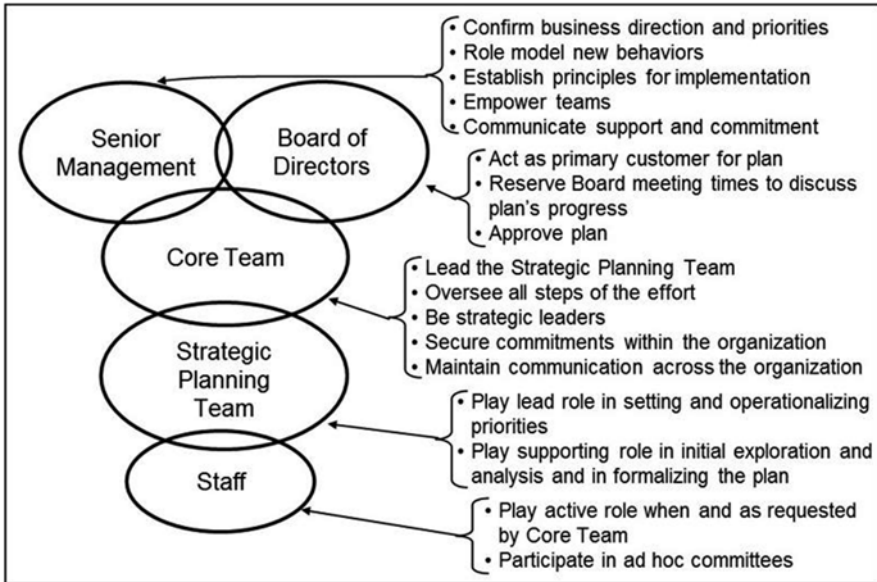 • Confirm business direction and priorities
• Role model new behaviors
• Establish principles for implementation
• Empower teams
• Communicate support and commitment
Senior
Management
Board of
Directors
• Act as primary customer for plan
• Reserve Board meeting times to discuss
plan's progress
• Approve plan
Core Team
• Lead the Strategic Planning Team
• Oversee all steps of the effort
• Be strategic leaders
• Secure commitments within the organization
• Maintain communication across the organization
Strategic
Planning
Team
• Play lead role in setting and operationalizing
priorities
• Play supporting role in initial exploration and
analysis and in formalizing the plan
Staff
• Play active role when and as requested
by Core Team
• Participate in ad hoc committees